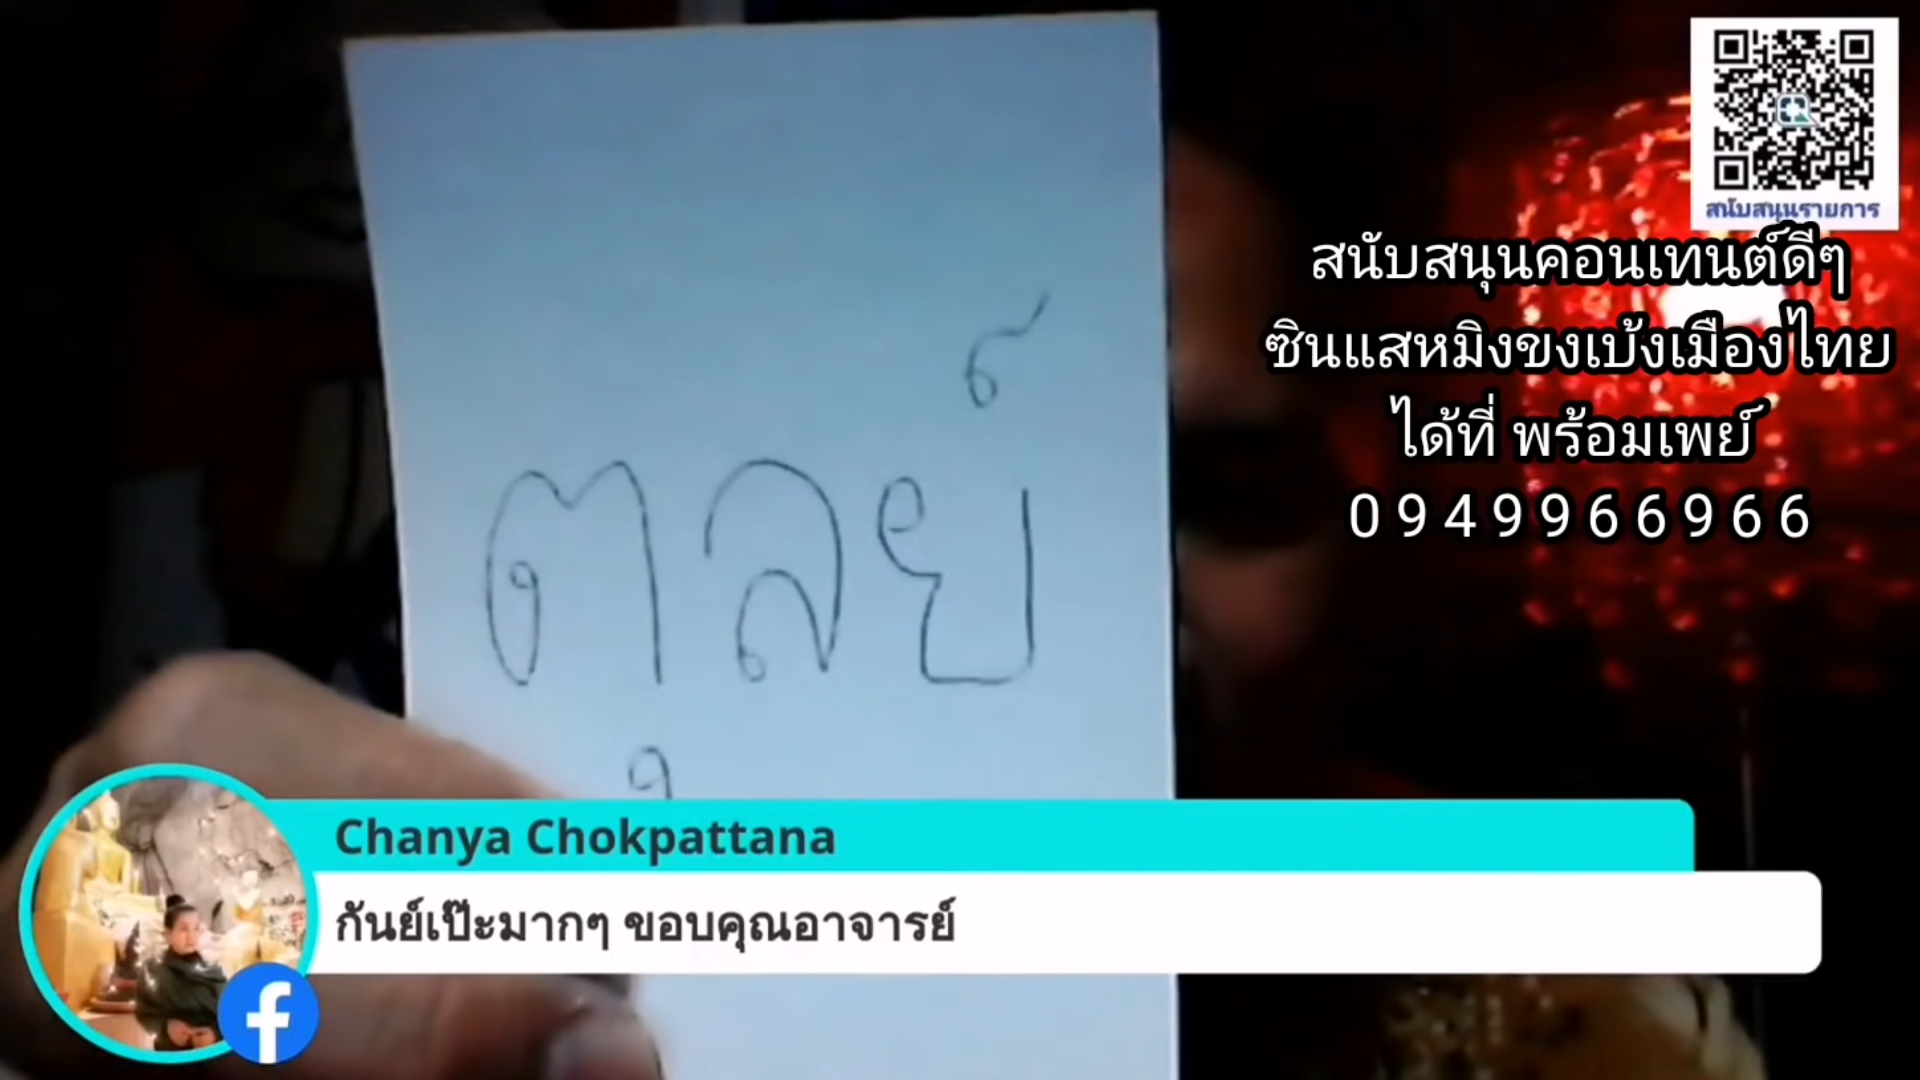 สนับสนุนรายการ
สนับสนุนคอนเทนต์ดีๆ
ซินแสหมิงขงเบ้งเมืองไทย
ได้ที่ พร้อมเพย์
0949966966
ตุลย์
Chanya Chokpattana
กันย์เป๊ะมากๆ ขอบคุณอาจารย์